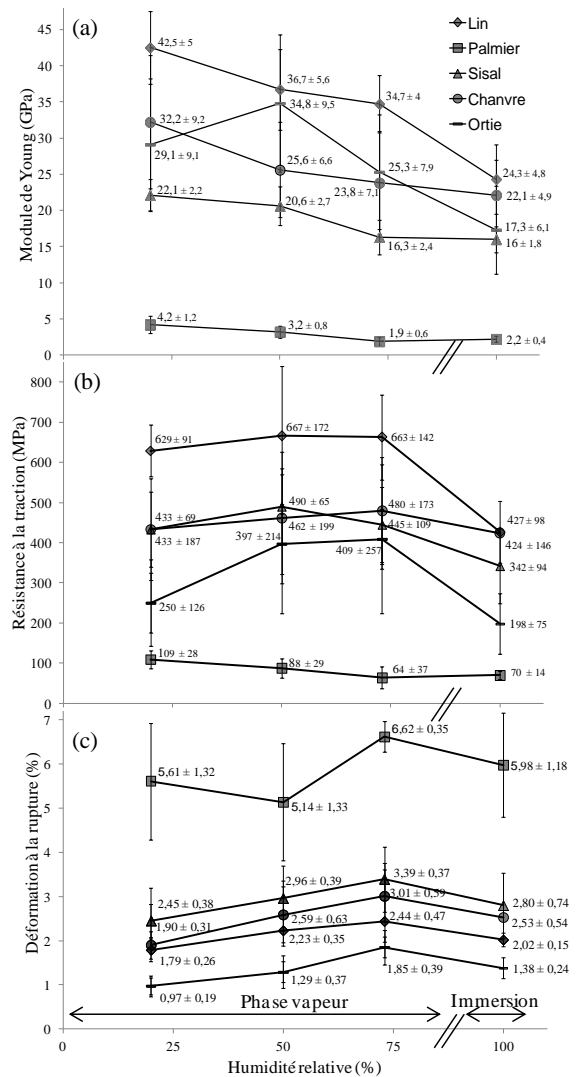 (a)
Lin
Palmier
Sisal
Chanvre
Ortie
Module de Young (GPa)
50
45
40
35
30
25
20
15
10
5
0
42,5 ± 5
36,7 ± 5,6
34,7 ± 4
24,3 ± 4,8
32,2 ± 9,2
34,8 ± 9,5
29,1 ± 9,1
25,6 ± 6,6
25,3 ± 7,9
23,8 ± 7,1
22,1 ± 4,9
22,1 ± 2,2
20,6 ± 2,7
16,3 ± 2,4
17,3 ± 6,1
16 ± 1,8
4,2 ± 1,2
3,2 ± 0,8
1,9 ± 0,6
2,2 ± 0,4
(b)
Résistance à la traction (MPa)
800
700
600
500
400
300
200
100
0
629 ± 91
667 ± 172
663 ± 142
427 ± 98
433 ± 69
433 ± 187
490 ± 65
462 ± 199
480 ± 173
445 ± 109
424 ± 146
342 ± 94
397 ± 214
409 ± 257
250 ± 126
198 ± 75
109 ± 28
88 ± 29
64 ± 37
70 ± 14
(c)
Déformation à la rupture (%)
7
6
5
4
3
2
1
0
5,61 ± 1,32
5,14 ± 1,33
6,62 ± 0,35
5,98 ± 1,18
2,45 ± 0,38
2,96 ± 0,39
3,39 ± 0,37
2,80 ± 0,74
1,90 ± 0,31
2,59 ± 0,63
3,01 ± 0,59
2,53 ± 0,54
1,79 ± 0,26
2,23 ± 0,35
2,44 ± 0,47
2,02 ± 0,15
0,97 ± 0,19
1,29 ± 0,37
1,85 ± 0,39
1,38 ± 0,24
Phase vapeur
Immersion
0
25
50
75
100
Humidité relative (%)